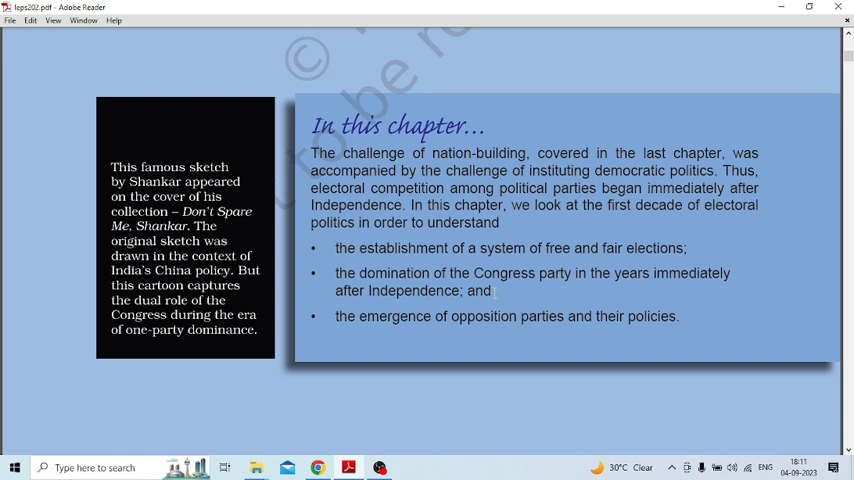 leps202.pdf - Adobe Reader
File Edit View Window Help
This famous sketch
by Shankar appeared
on the cover of his
collection – Don't Spare
Me, Shankar. The
original sketch was
drawn in the context of
India's China policy. But
this cartoon captures
the dual role of the
Congress during the era
of one-party dominance.
In this chapter…
The challenge of nation-building, covered in the last chapter, was
accompanied by the challenge of instituting democratic politics. Thus,
electoral competition among political parties began immediately after
Independence. In this chapter, we look at the first decade of electoral
politics in order to understand
• the establishment of a system of free and fair elections;
• the domination of the Congress party in the years immediately
after Independence; and
• the emergence of opposition parties and their policies.
©
to be re
Type here to search
30°C Clear
ENG
18:11
04-09-2023